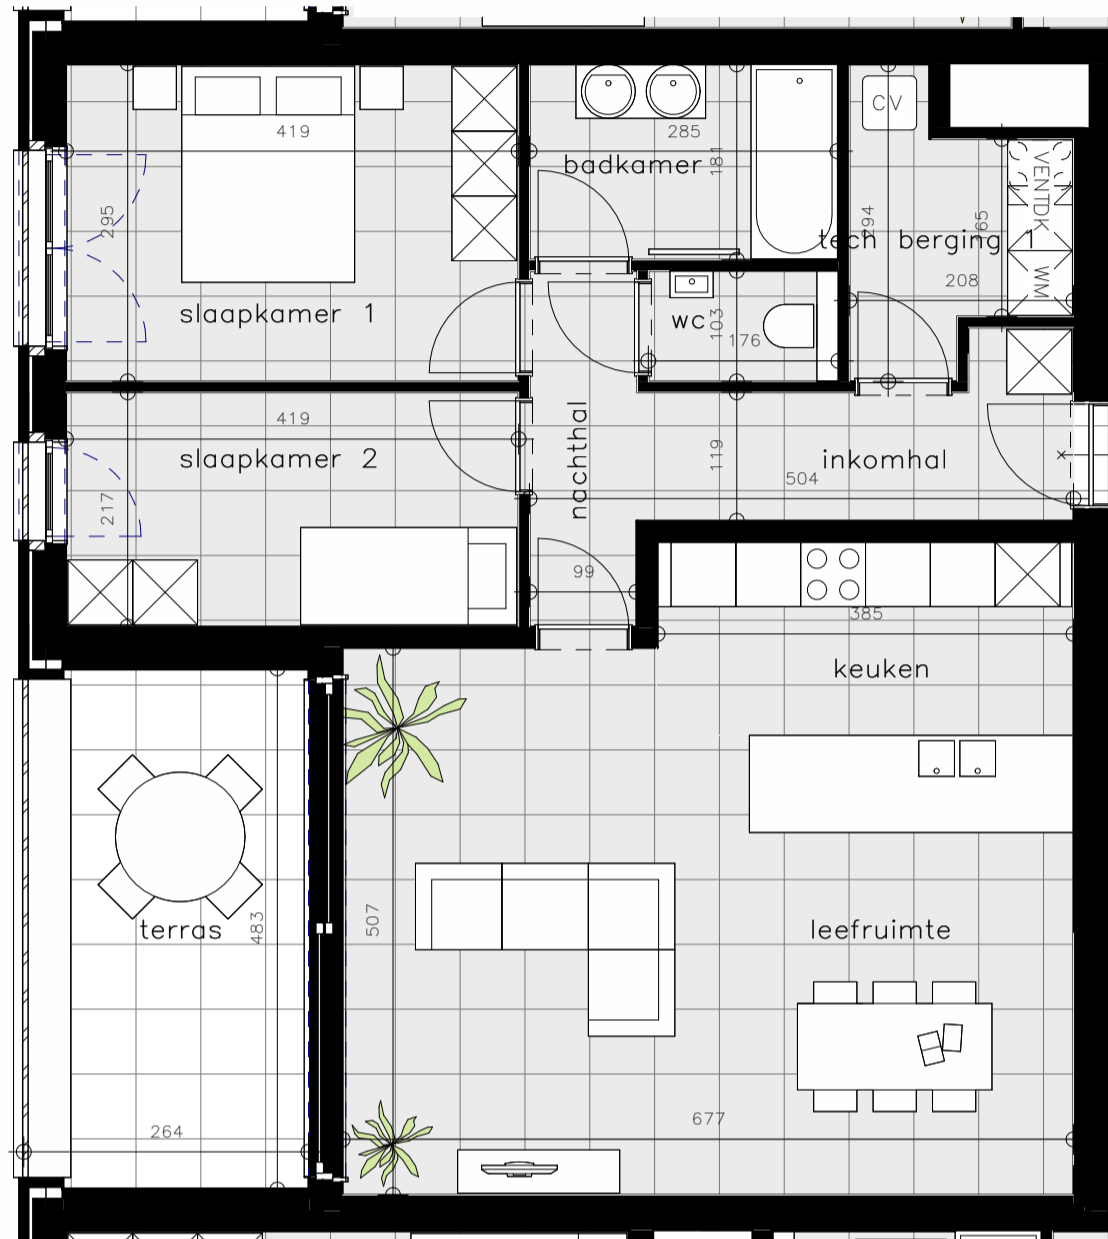 419
285
CV
badkamer
181
VENTDK
295
294
165
tech berging 1
208
WM
slaapkamer 1
wc
103
176
419
slaapkamer 2
nachthal
119
inkomhal
504
217
99
385
keuken
terras
483
507
leefruimte
264
677